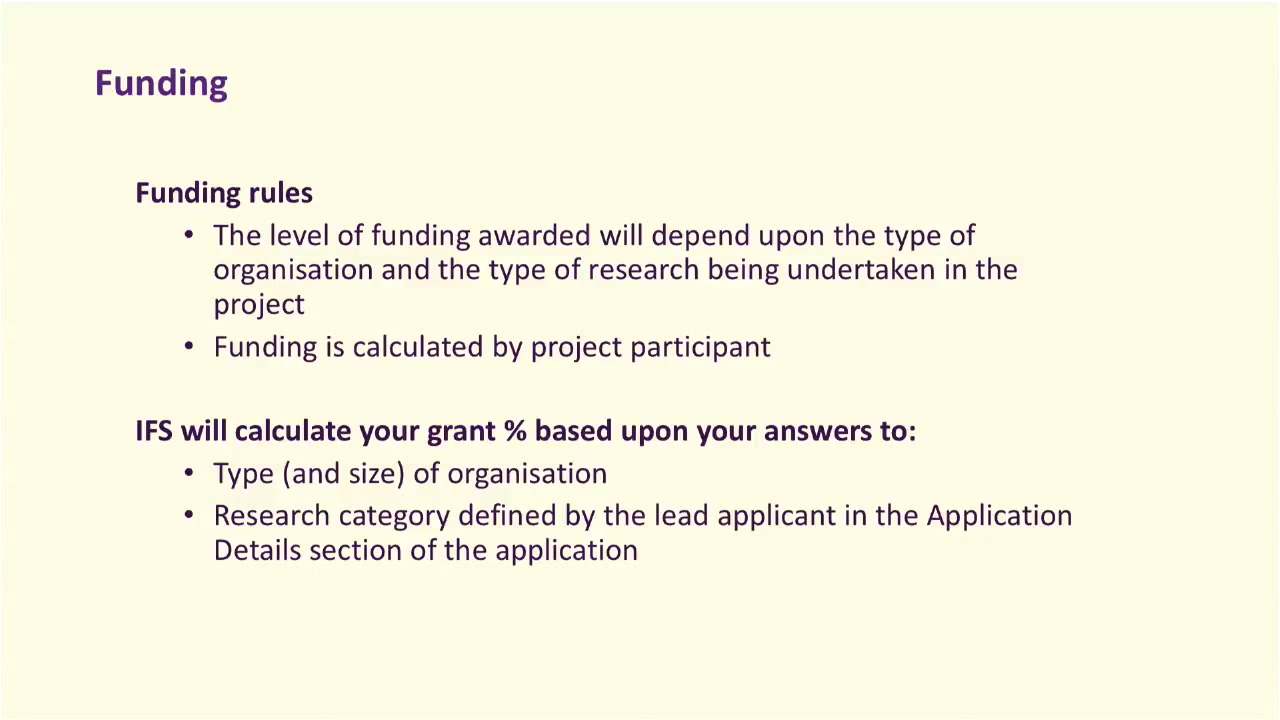 Funding
Funding rules
• The level of funding awarded will depend upon the type of
organisation and the type of research being undertaken in the
project
• Funding is calculated by project participant
IFS will calculate your grant % based upon your answers to:
• Type (and size) of organisation
• Research category defined by the lead applicant in the Application
Details section of the application